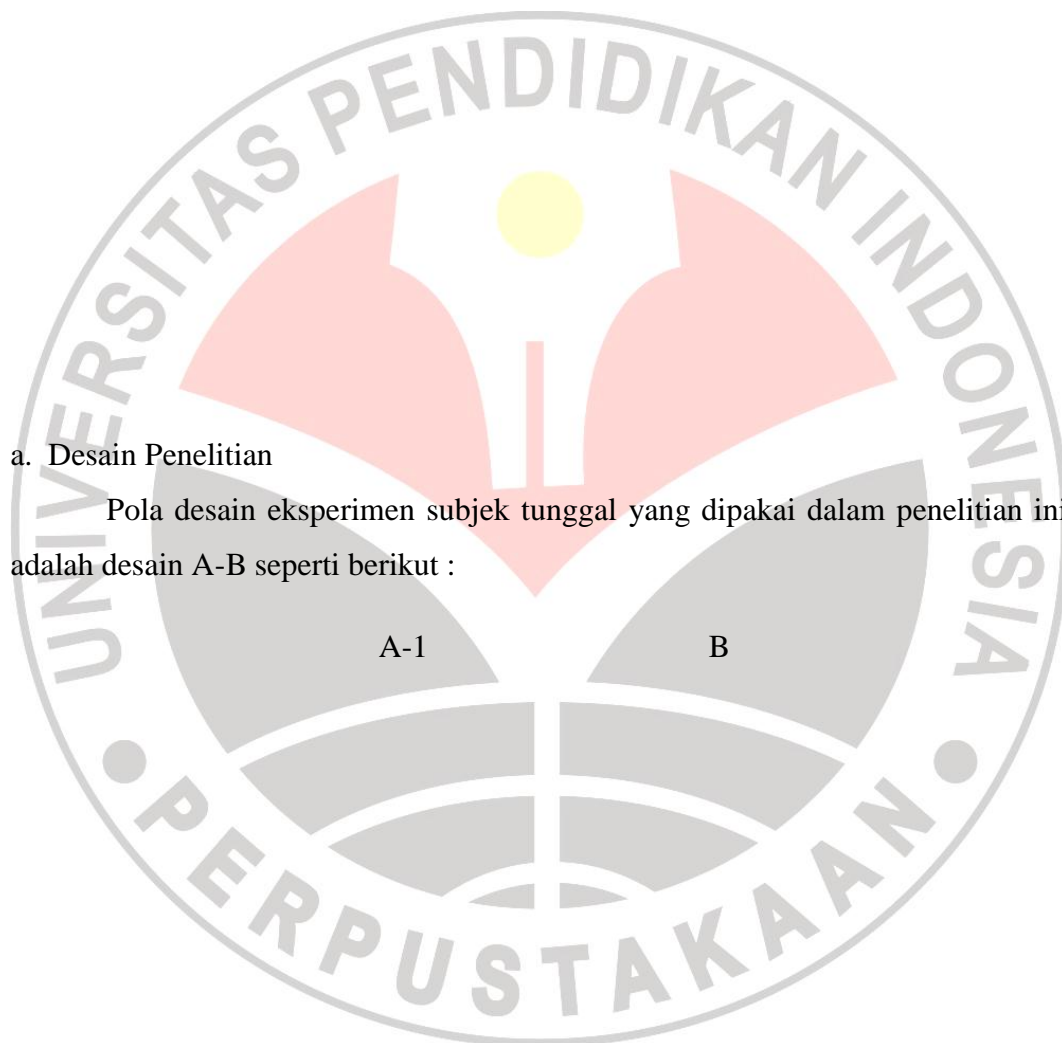 UNIVERSITAS PENDIDIKAN INDONESIA
a. Desain Penelitian
Pola desain eksperimen subjek tunggal yang dipakai dalam penelitian ini
adalah desain A-B seperti berikut :
A-1 B
PERPUSTAKAAN